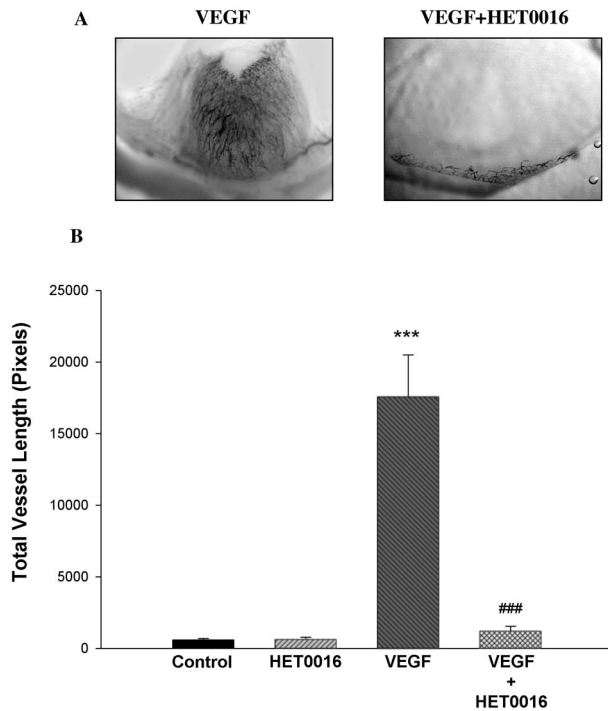 A
VEGF
VEGF+HET0016
B
Total Vessel Length (Pixels)
25000
20000
15000
10000
5000
0
***
###
Control
HET0016
VEGF
VEGF
+
HET0016